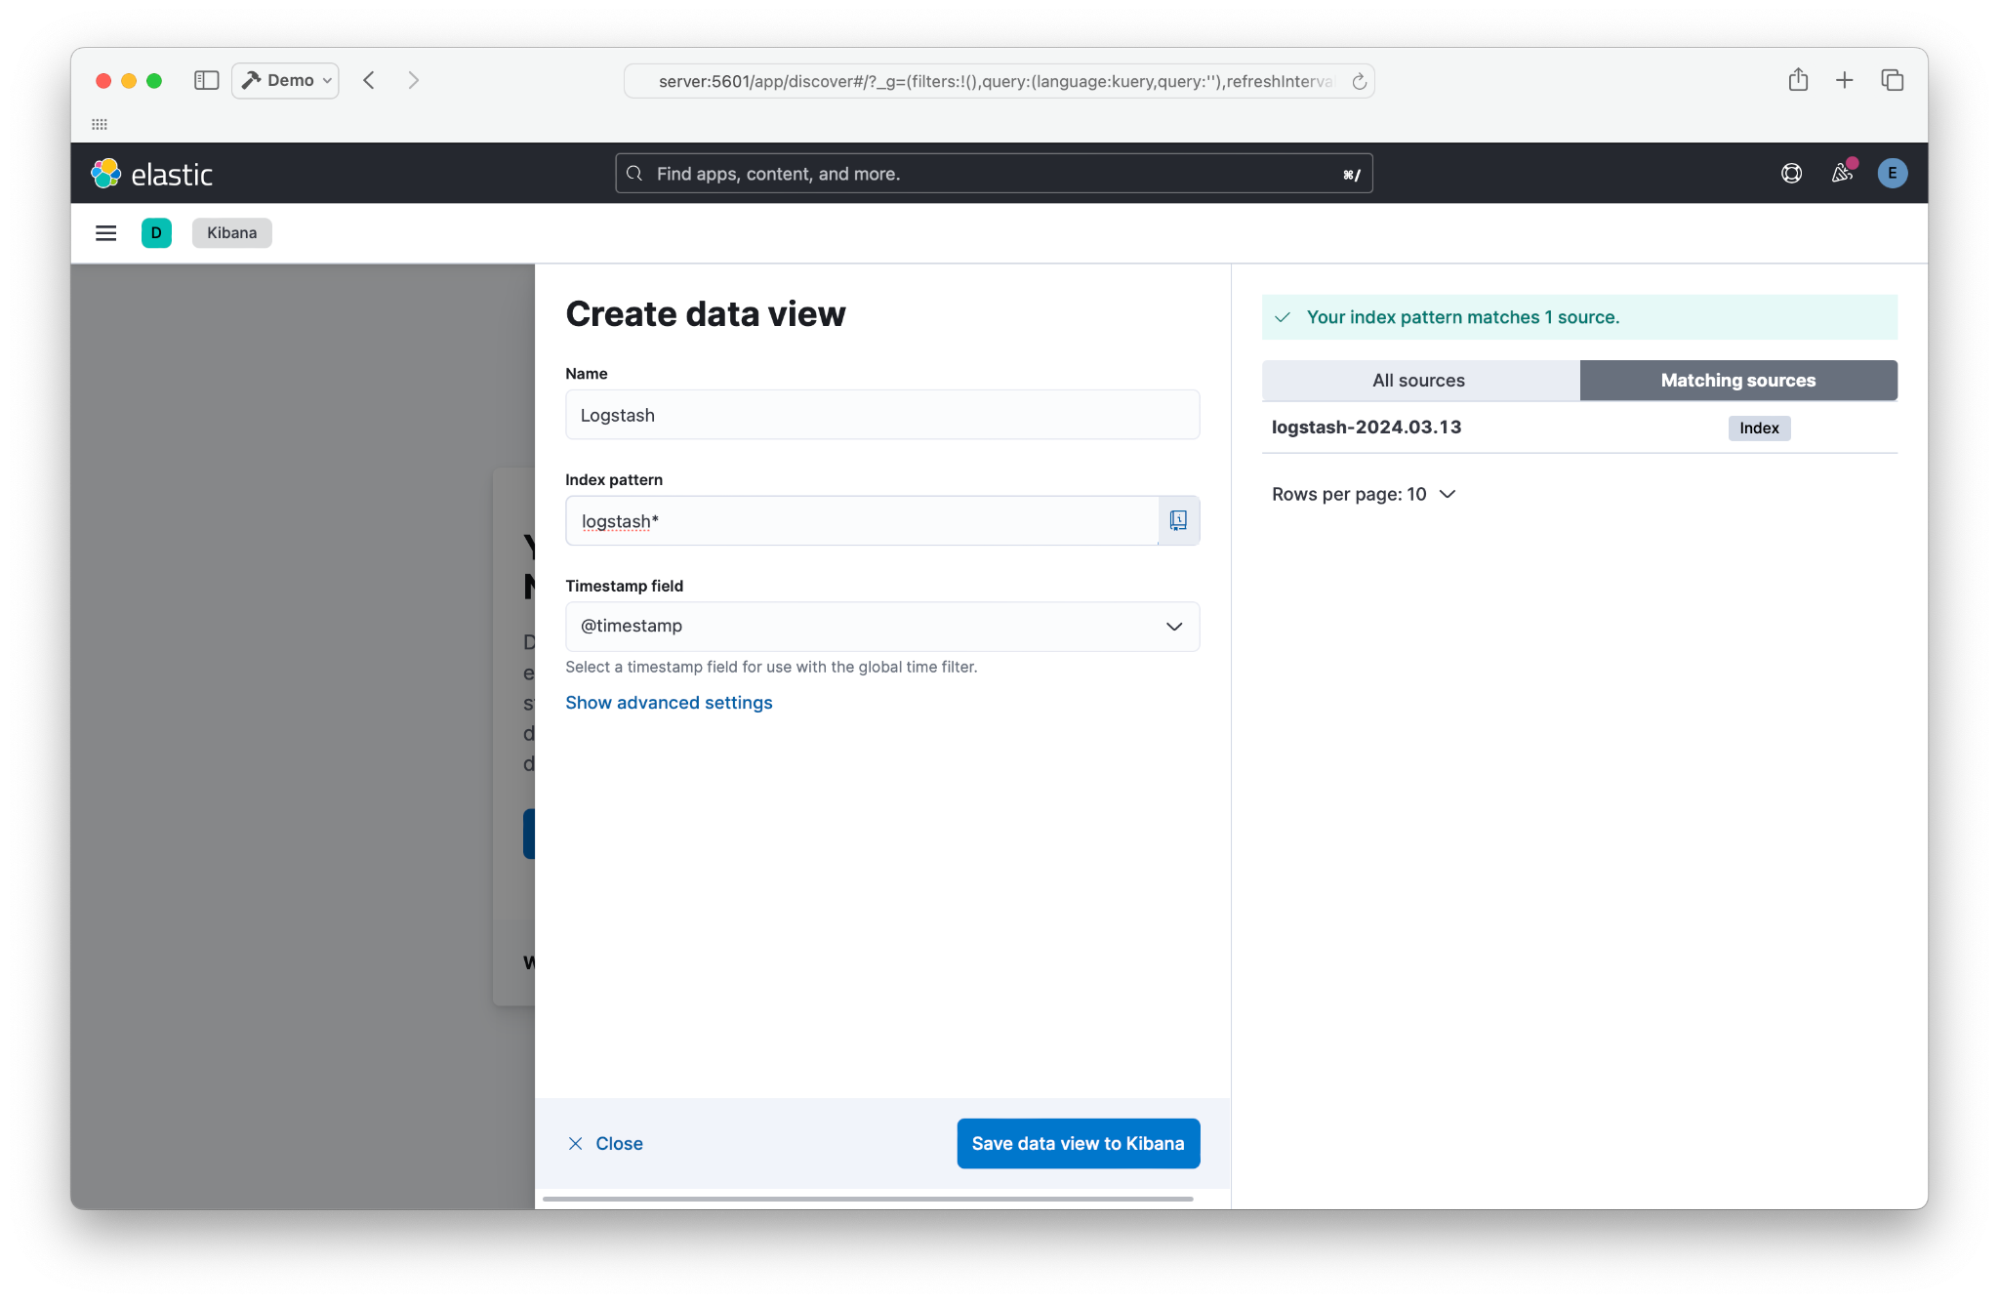 Demo
server:5601/app/discover#/?_g=(filters:!(),query:(language:kuery,query:''),refreshInterva
elastic
Find apps, content, and more.
⌘/
E
D
Kibana
Create data view
Name
Logstash
Index pattern
logstash*
Timestamp field
@timestamp
Select a timestamp field for use with the global time filter.
Show advanced settings
Close
Save data view to Kibana
Your index pattern matches 1 source.
All sources
Matching sources
logstash-2024.03.13
Index
Rows per page: 10